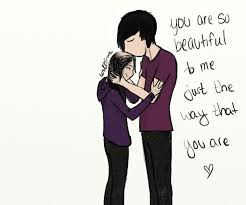 you are so
beautiful
to me
just the
way that
you are